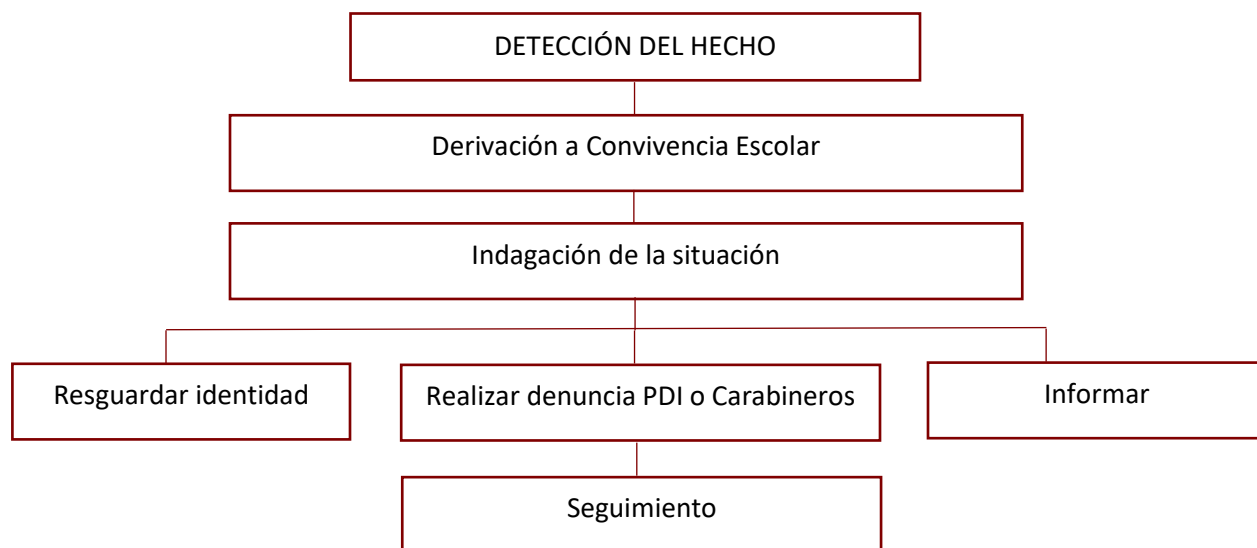 DETECCIÓN DEL HECHO
Derivación a Convivencia Escolar
Indagación de la situación
Resguardar identidad
Realizar denuncia PDI o Carabineros
Informar
Seguimiento